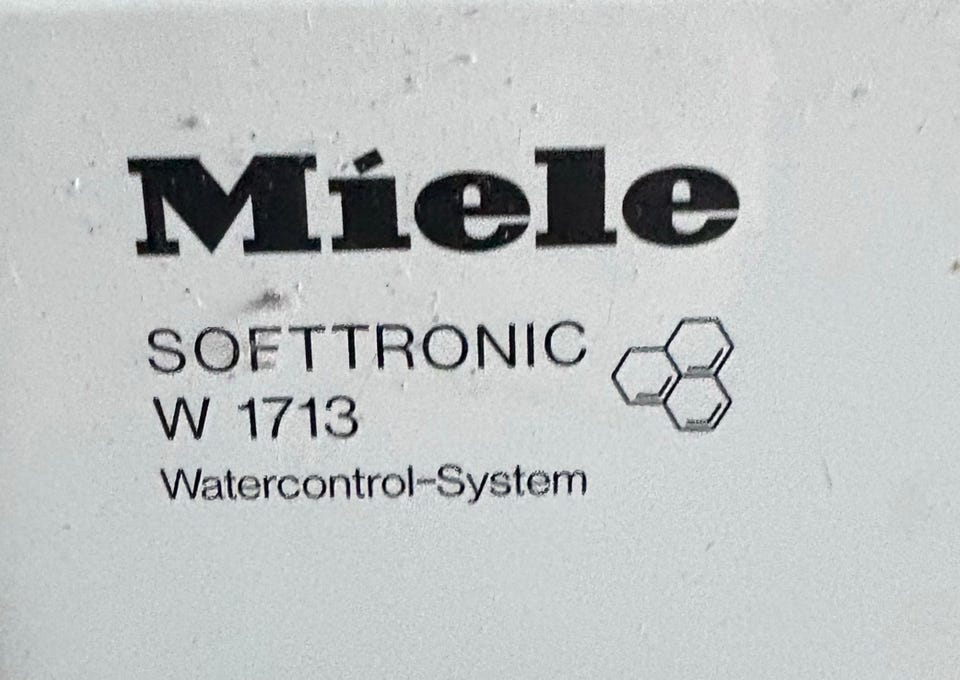 Miele
SOFTTRONIC
W 1713
Watercontrol-System